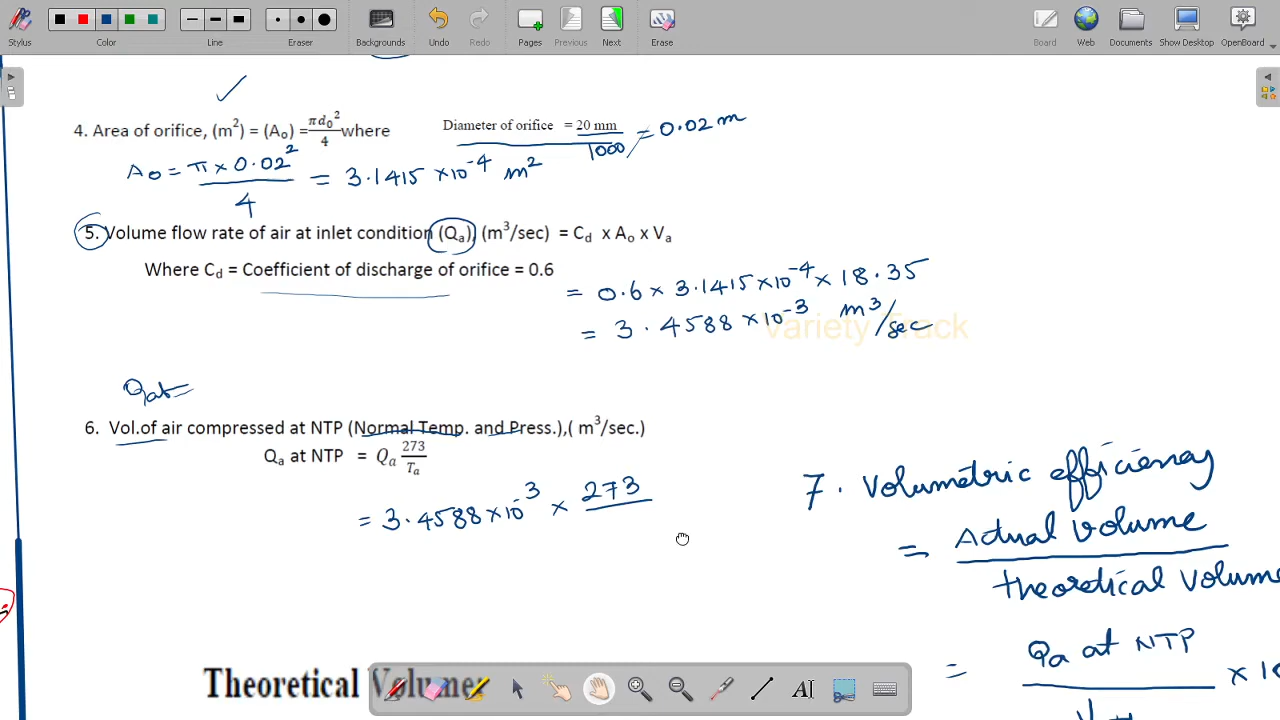 Stylus Color Line Eraser Backgrounds Undo Redo Pages Previous Next Erase Board Web Documents Show Desktop OpenBoard
4. Area of orifice, (m²) = (A₀) = πd₀²/4 where Diameter of orifice = 20 mm/1000 = 0.02 m
A₀ = π × 0.02²/4 = 3.1415 × 10⁻⁴ m²
5. Volume flow rate of air at inlet condition (Qₐ), (m³/sec) = C_d x A₀ x Vₐ
Where C_d = Coefficient of discharge of orifice = 0.6
= 0.6 × 3.1415 × 10⁻⁴ × 18.35
= 3.4588 × 10⁻³ m³/sec
variety Track
Qat =
6. Vol.of air compressed at NTP (Normal Temp. and Press.),( m³/sec.)
Qₐ at NTP = Qₐ 273/Tₐ
= 3.4588 × 10⁻³ × 273
7. Volumetric efficiency
= Actual Volume/theoretical Volume
= Qa at NTP/V × 10
Theoretical Volume